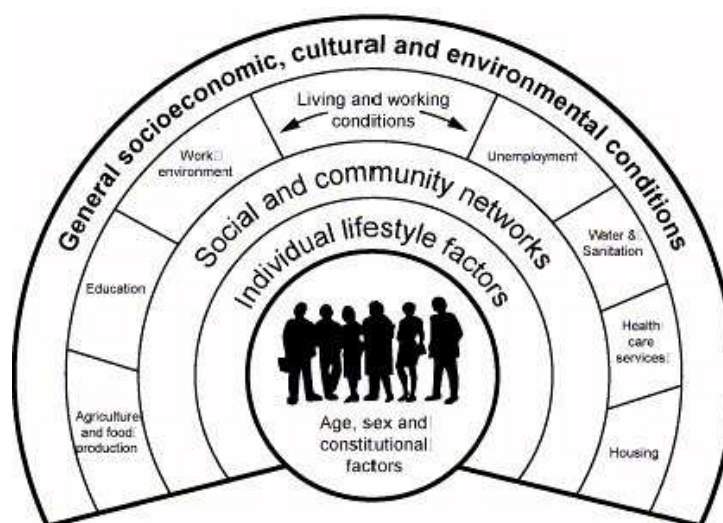 General socioeconomic, cultural and environmental conditions
Living and working
conditions
Work
environment
Unemployment
Education
Water &
Sanitation
Agriculture
and food
production
Health
care
services
Housing
Social and community networks
Individual lifestyle factors
Age, sex and
constitutional
factors